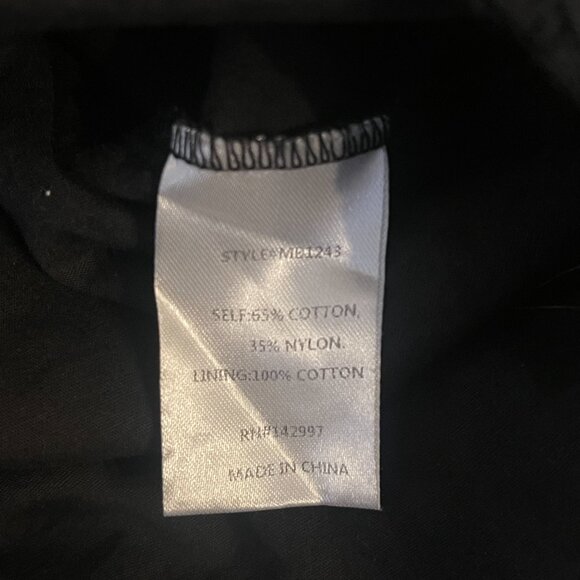 STYLE#MB1243
SELF:65% COTTON,
35% NYLON.
LINING:100% COTTON
RN#142997
MADE IN CHINA